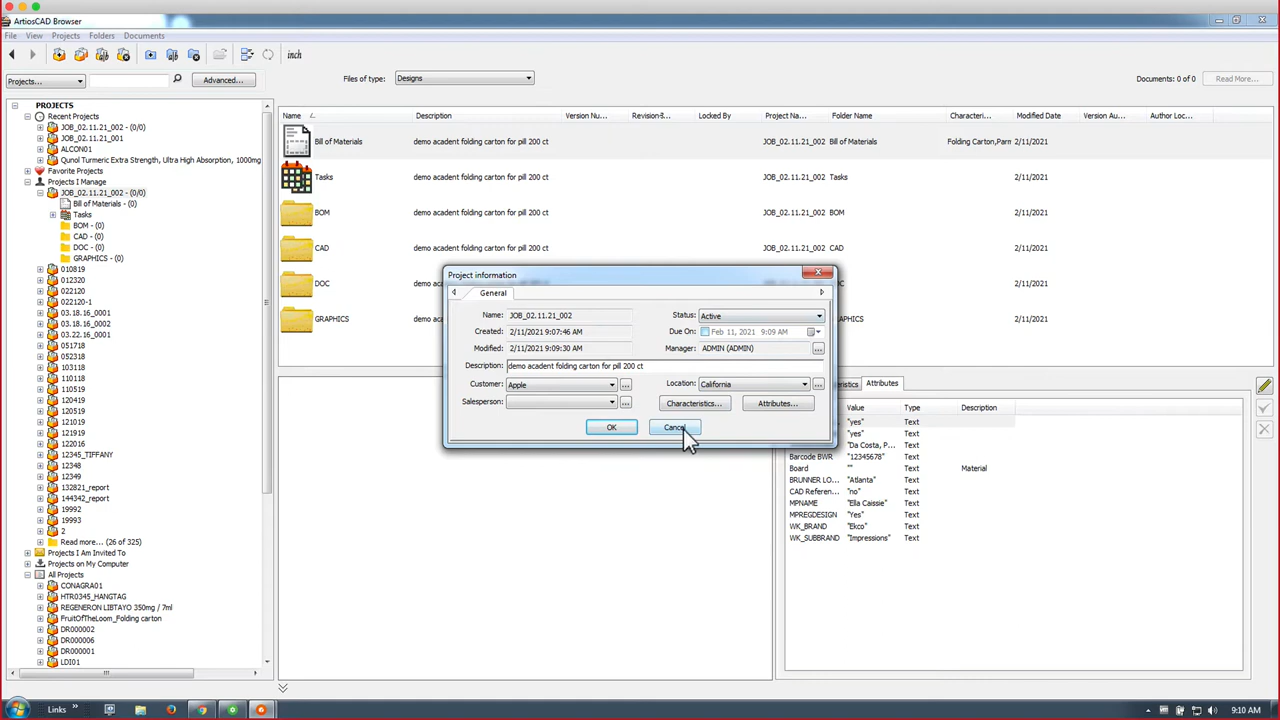 ArtiosCAD Browser
File View Projects Folders Documents
inch
Projects... Advanced... Files of type: Designs Documents: 0 of 0 Read More...
PROJECTS
Recent Projects
JOB_02.11.21_002 - (0/0)
JOB_02.11.21_001
ALCON01
Qunol Turmeric Extra Strength, Ultra High Absorption, 1000mg
Favorite Projects
Projects I Manage
JOB_02.11.21_002 - (0/0)
Bill of Materials - (0)
Tasks
BOM - (0)
CAD - (0)
DOC - (0)
GRAPHICS - (0)
010819
012320
022120
022120-1
03.18.16_0001
03.18.16_0002
03.22.16_0001
051723
052318
110118
110519
120419
120519
121019
121019
122016
12345_TIFFANY
12348
12349
132821_report
144342_report
19992
19993
2
Read more... (26 of 325)
Projects I Am Invited To
Projects on My Computer
All Projects
CONAGRA01
HTR0345_HANGTAG
REGENERON LIBTAYO 350mg / 7ml
FruitOfTheLoom_Folding carton
DR000002
DR000006
DR000001
LDI01
Name Description Version Nu... Revision... Locked By Project Na... Folder Name Characteri... Modified Date Version Au... Author Loc...
Bill of Materials demo acadent folding carton for pill 200 ct JOB_02.11.21_002 Bill of Materials Folding Carton,Parm 2/11/2021
Tasks demo acadent folding carton for pill 200 ct JOB_02.11.21_002 Tasks 2/11/2021
BOM demo acadent folding carton for pill 200 ct JOB_02.11.21_002 BOM 2/11/2021
CAD demo acadent folding carton for pill 200 ct JOB_02.11.21_002 CAD 2/11/2021
DOC DOC 2/11/2021
GRAPHICS demo GRAPHICS 2/11/2021
Project information
General
Name: JOB_02.11.21_002 Status: Active
Created: 2/11/2021 9:07:46 AM Due On: Feb 11, 2021 9:09 AM
Modified: 2/11/2021 9:09:30 AM Manager: ADMIN (ADMIN) ...
Description: demo acadent folding carton for pill 200 ct
Customer: Apple ... Location: California ...
Salesperson: ... Characteristics... Attributes...
OK Cancel
Attributes
Value Type Description
"yes" Text
"yes" Text
"Da Costa, P... Text
Barcode BWR "12345678" Text
Board "" Text Material
BRUNNER LO... "Atlanta" Text
CAD Referen... "no" Text
MPNAME "Ella Caissie" Text
MPREGDESIGN "Yes" Text
WK_BRAND "Ekco" Text
WK_SUBBRAND "Impressions" Text
Links 9:10 AM